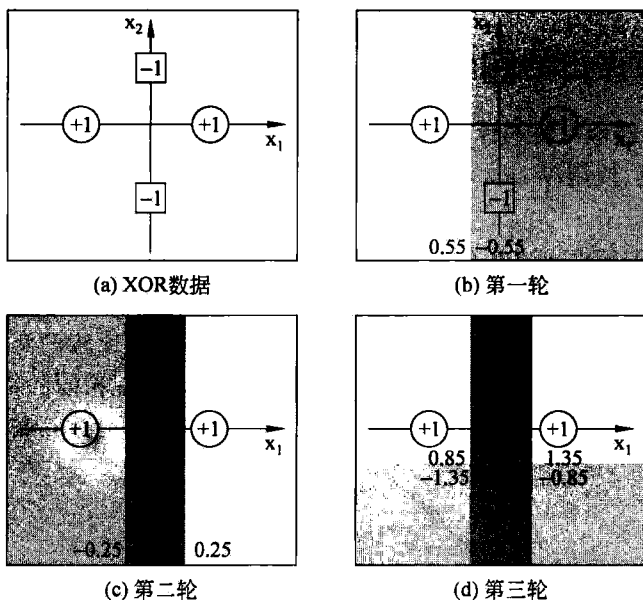 x₂
-1
+1 +1
x₁
-1
(a) XOR数据
+1
-1
0.55 -0.55
(b) 第一轮
+1 +1
x₁
-0.25 0.25
(c) 第二轮
+1 +1
x₁
0.85 1.35
-1.35 -0.85
(d) 第三轮